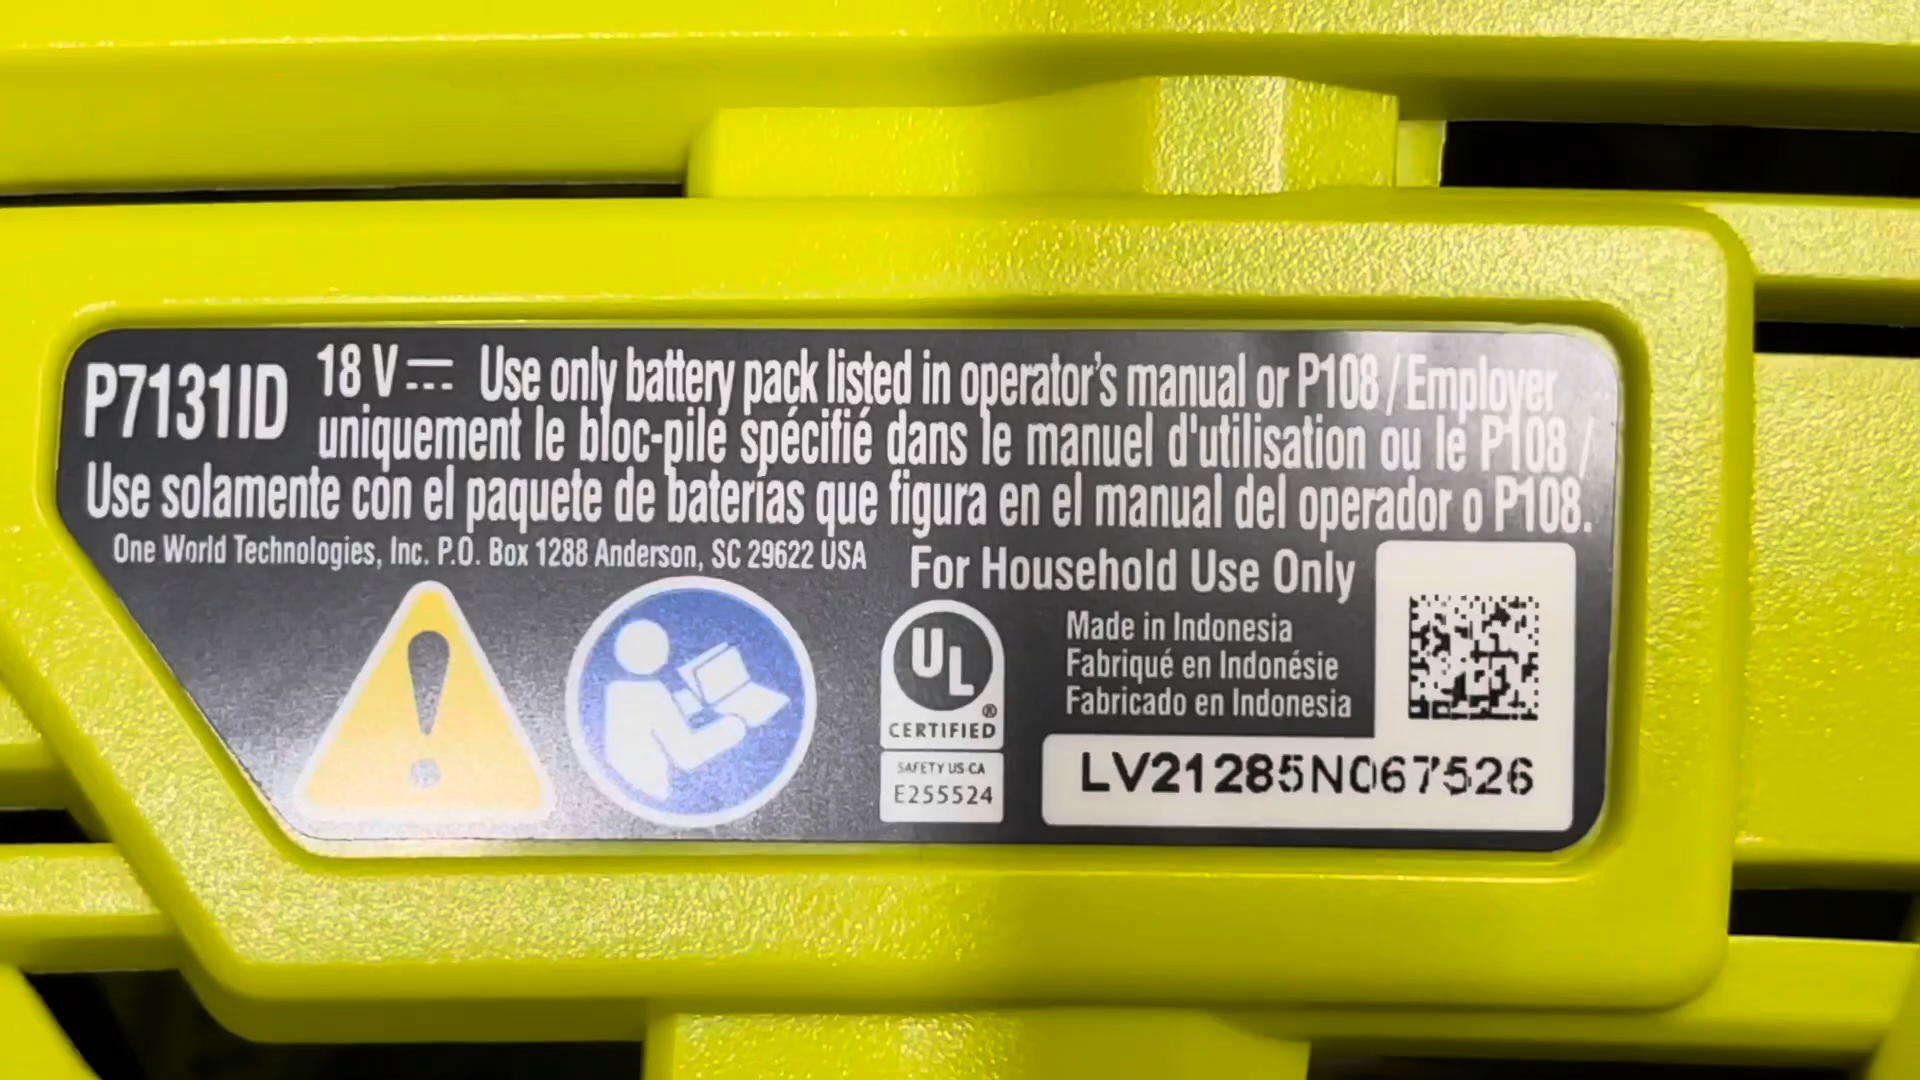 P7131ID
18 V Use only battery pack listed in operator's manual or P108 / Employer
uniquement le bloc-pile spécifié dans le manuel d'utilisation ou le P108 /
Use solamente con el paquete de baterías que figura en el manual del operador o P108.
One World Technologies, Inc. P.O. Box 1288 Anderson, SC 29622 USA
For Household Use Only
UL
®
CERTIFIED
SAFETY US CA
E255524
Made in Indonesia
Fabriqué en Indonésie
Fabricado en Indonesia
LV21285N067526